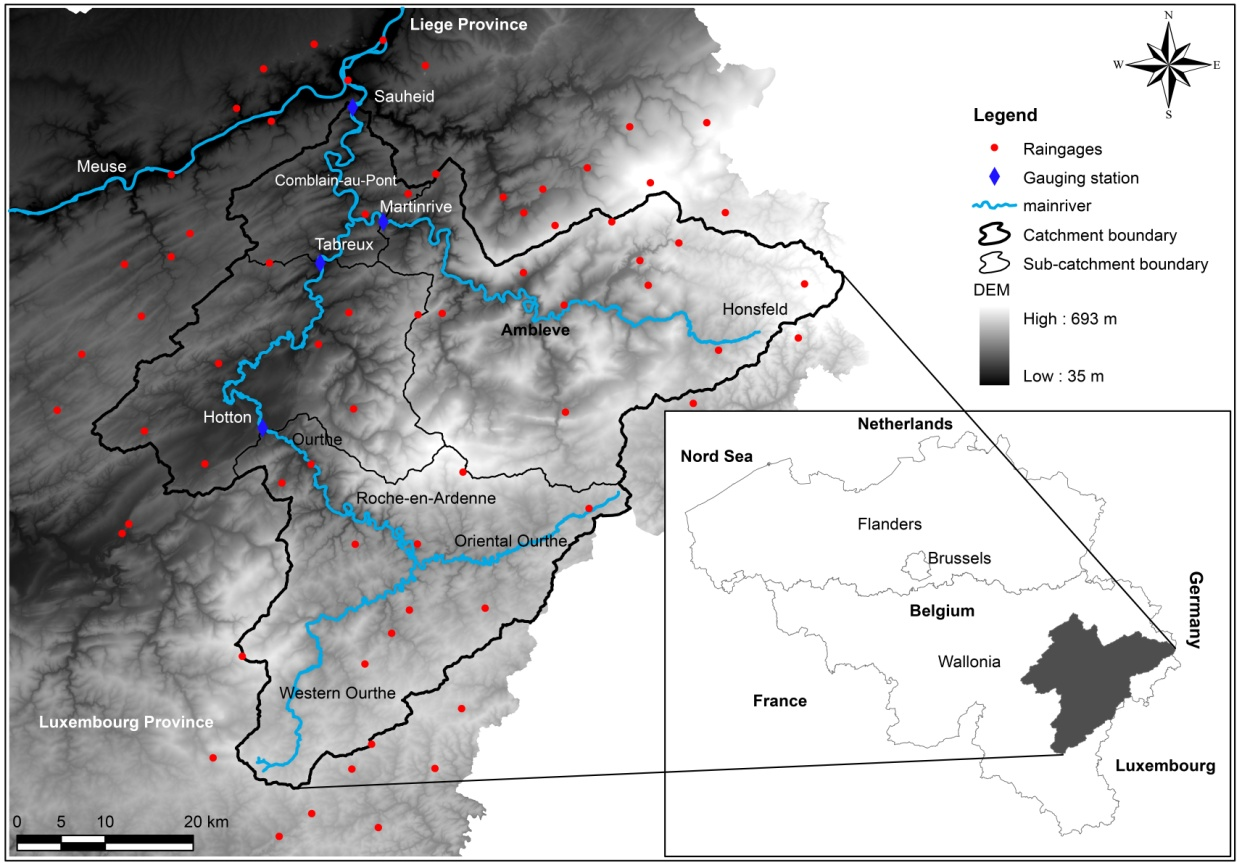 Liege Province
N
W
E
S
Sauheid
Legend
Raingages
Meuse
Comblain-au-Pont
Gauging station
Martinrive
mainriver
Tabreux
Catchment boundary
Sub-catchment boundary
DEM
Honsfeld
High : 693 m
Ambleve
Low : 35 m
Hotton
Ourthe
Netherlands
Nord Sea
Roche-en-Ardenne
Flanders
Oriental Ourthe
Brussels
Germany
Belgium
Wallonia
Western Ourthe
France
Luxembourg Province
Luxembourg
0 5 10 20 km